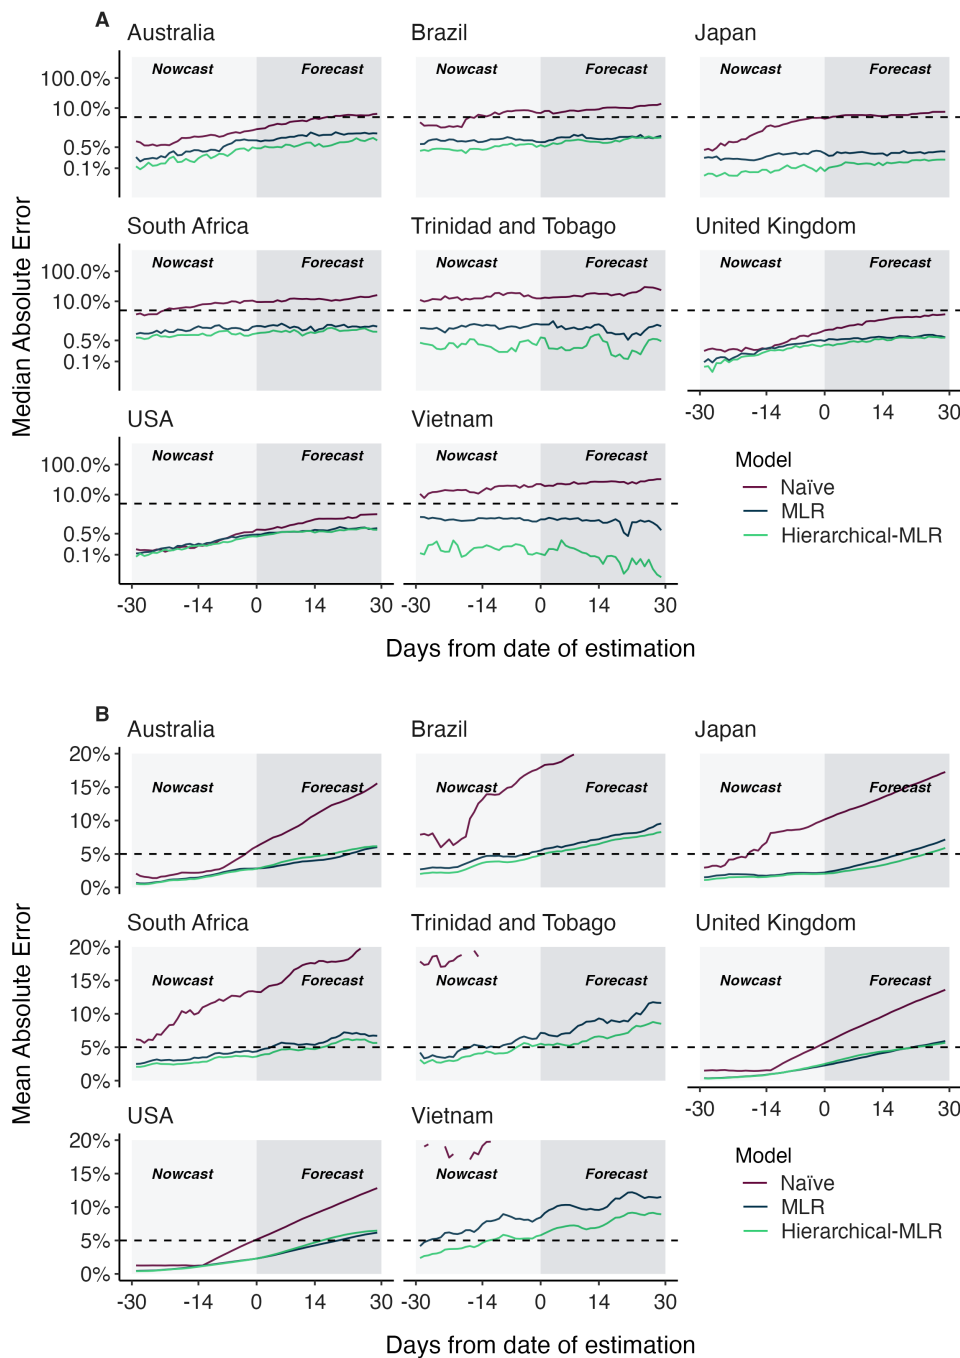 A
Australia Brazil Japan
Nowcast Forecast Nowcast Forecast Nowcast Forecast
100.0%
10.0%
0.5%
0.1%
South Africa Trinidad and Tobago United Kingdom
Nowcast Forecast Nowcast Forecast Nowcast Forecast
100.0%
10.0%
0.5%
0.1%
-30 -14 0 14 30
Median Absolute Error
USA Vietnam
Nowcast Forecast Nowcast Forecast
100.0%
10.0%
0.5%
0.1%
-30 -14 0 14 30 -30 -14 0 14 30
Model
Naïve
MLR
Hierarchical-MLR
Days from date of estimation
B
Australia Brazil Japan
Nowcast Forecast Nowcast Forecast Nowcast Forecast
20%
15%
10%
5%
0%
South Africa Trinidad and Tobago United Kingdom
Nowcast Forecast Nowcast Forecast Nowcast Forecast
20%
15%
10%
5%
0%
-30 -14 0 14 30
Mean Absolute Error
USA Vietnam
Nowcast Forecast Nowcast Forecast
20%
15%
10%
5%
0%
-30 -14 0 14 30 -30 -14 0 14 30
Model
Naïve
MLR
Hierarchical-MLR
Days from date of estimation